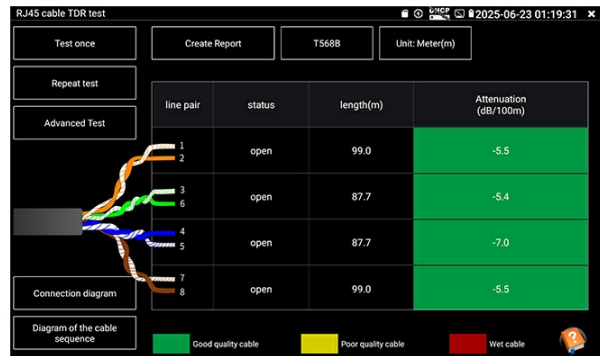 RJ45 cable TDR test
DHCP 2025-06-23 01:19:31 ×
Test once
Create Report
T568B
Unit: Meter(m)
Repeat test
Advanced Test
line pair status length(m) Attenuation
(dB/100m)
1
2
open 99.0 -5.5
3
6
open 87.7 -5.4
4
5
open 87.7 -7.0
7
8
open 99.0 -5.5
Connection diagram
Diagram of the cable
sequence
Good quality cable
Poor quality cable
Wet cable
?